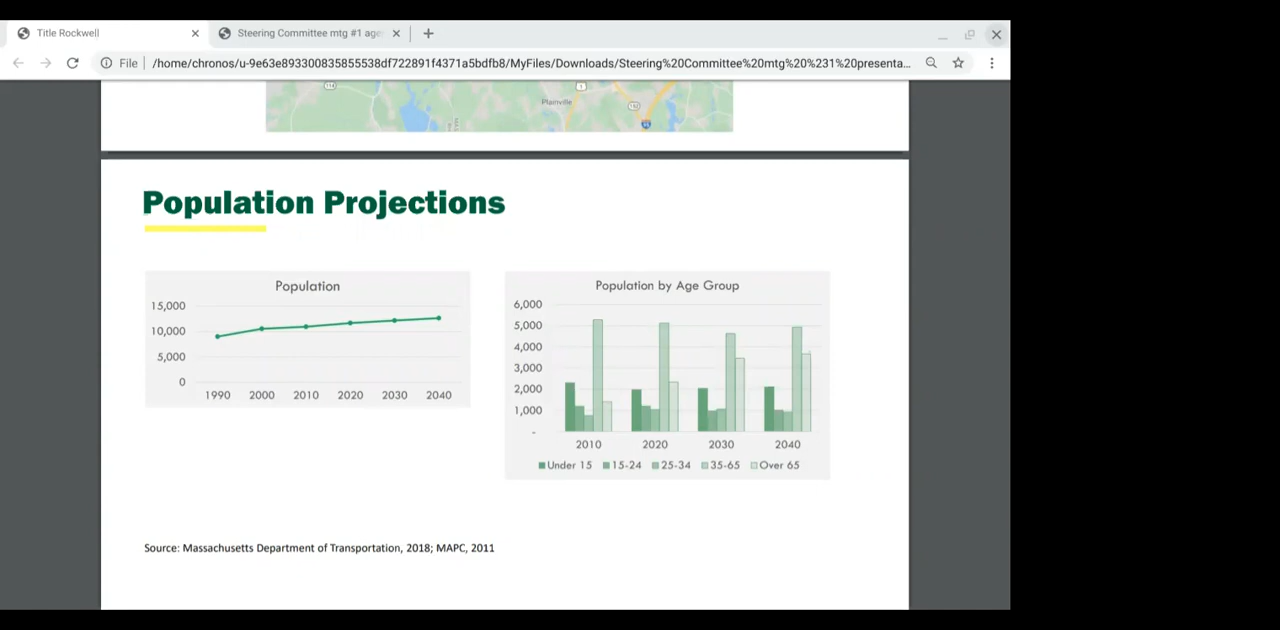 Title Rockwell
Steering Committee mtg #1 age
File /home/chronos/u-9e63e893300835855538df722891f4371a5bdfb8/MyFiles/Downloads/Steering%20Committee%20mtg%20%231%20presenta...
Plainville
Population Projections
Population
15,000
10,000
5,000
0
1990 2000 2010 2020 2030 2040
Population by Age Group
6,000
5,000
4,000
3,000
2,000
1,000
-
2010 2020 2030 2040
Under 15 15-24 25-34 35-65 Over 65
Source: Massachusetts Department of Transportation, 2018; MAPC, 2011